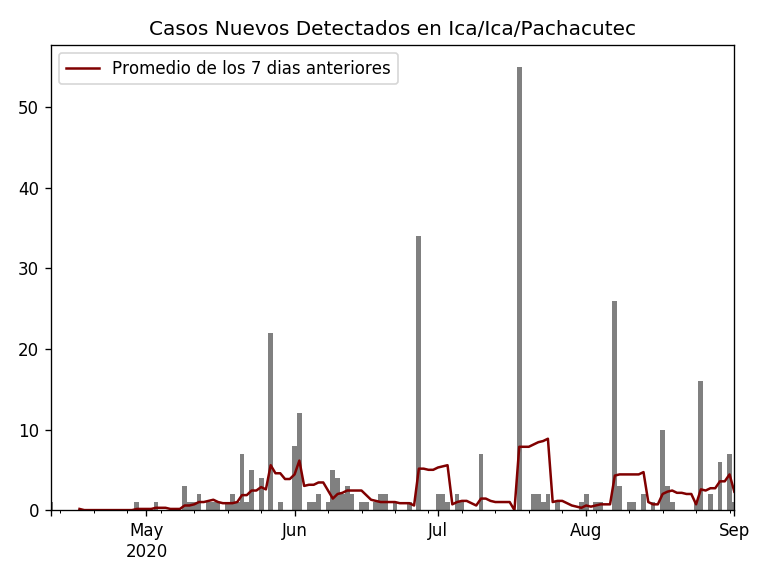 Casos Nuevos Detectados en Ica/Ica/Pachacutec
Promedio de los 7 dias anteriores
50
40
30
20
10
0
May Jun Jul Aug Sep
2020